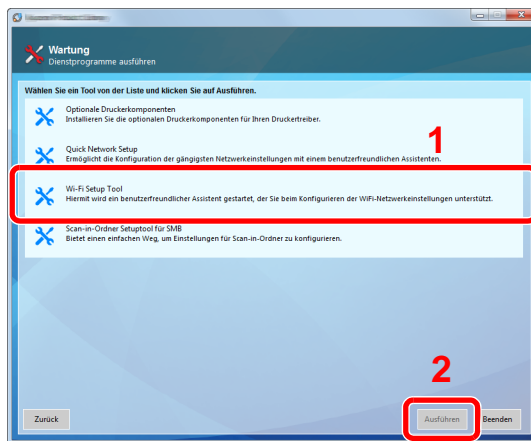 Wartung
Dienstprogramme ausführen
Wählen Sie ein Tool von der Liste und klicken Sie auf Ausführen.
Optionale Druckerkomponenten
Installieren Sie die optionalen Druckerkomponenten für Ihren Druckertreiber.
1
Quick Network Setup
Ermöglicht die Konfiguration der gängigsten Netzwerkeinstellungen mit einem benutzerfreundlichen Assistenten.
Wi-Fi Setup Tool
Hiermit wird ein benutzerfreundlicher Assistent gestartet, der Sie beim Konfigurieren der WiFi-Netzwerkeinstellungen unterstützt.
Scan-in-Ordner Setuptool für SMB
Bietet einen einfachen Weg, um Einstellungen für Scan-in-Ordner zu konfigurieren.
2
Zurück
Ausführen
Beenden